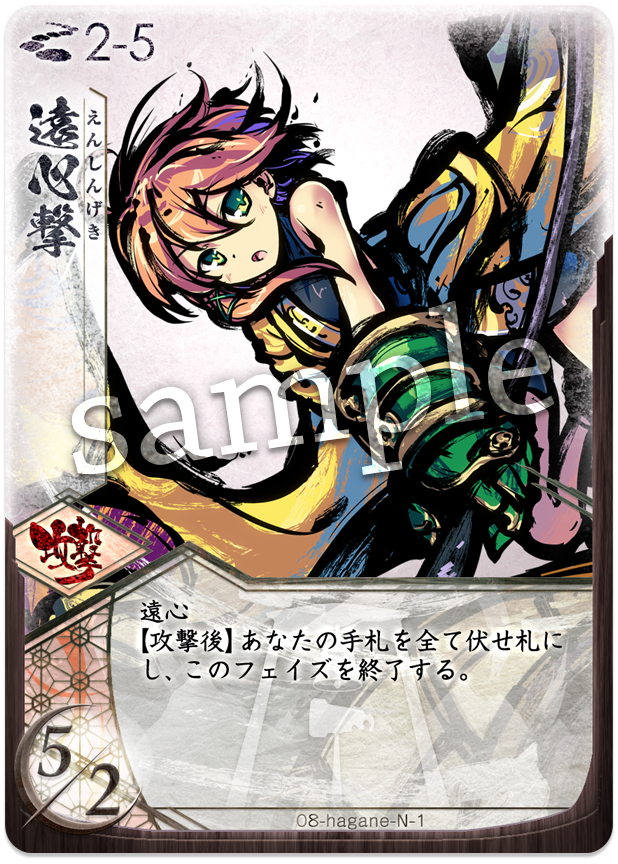 2-5
遠心撃
えんしんげき
sample
攻撃
遠心
【攻撃後】あなたの手札を全て伏せ札に
し、このフェイズを終了する。
5/2
08-hagane-N-1